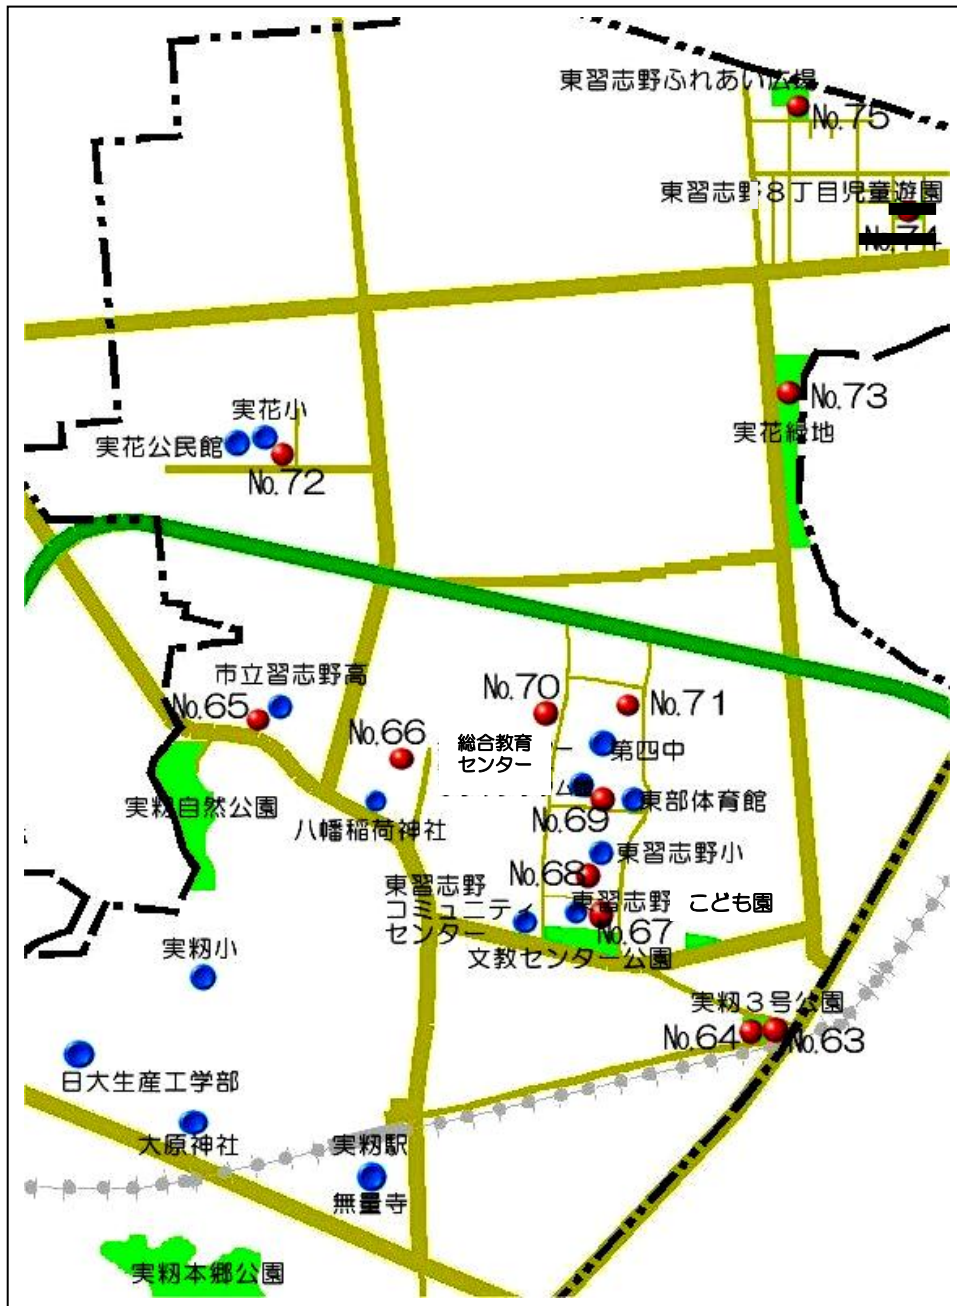 東習志野ふれあい広場
No.75
東習志野8丁目児童遊園
No.74
No.73
実花緑地
実花小
実花公民館
No.72
市立習志野高
No.65
No.66
No.70
No.71
総合教育
センター
第四中
東部体育館
No.69
八幡稲荷神社
実籾自然公園
東習志野小
No.68
東習志野
コミュニティ
センター
東習志野 こども園
No.67
文教センター公園
実籾小
実籾3号公園
No.64
No.63
日大生産工学部
大原神社
実籾駅
無量寺
実籾本郷公園